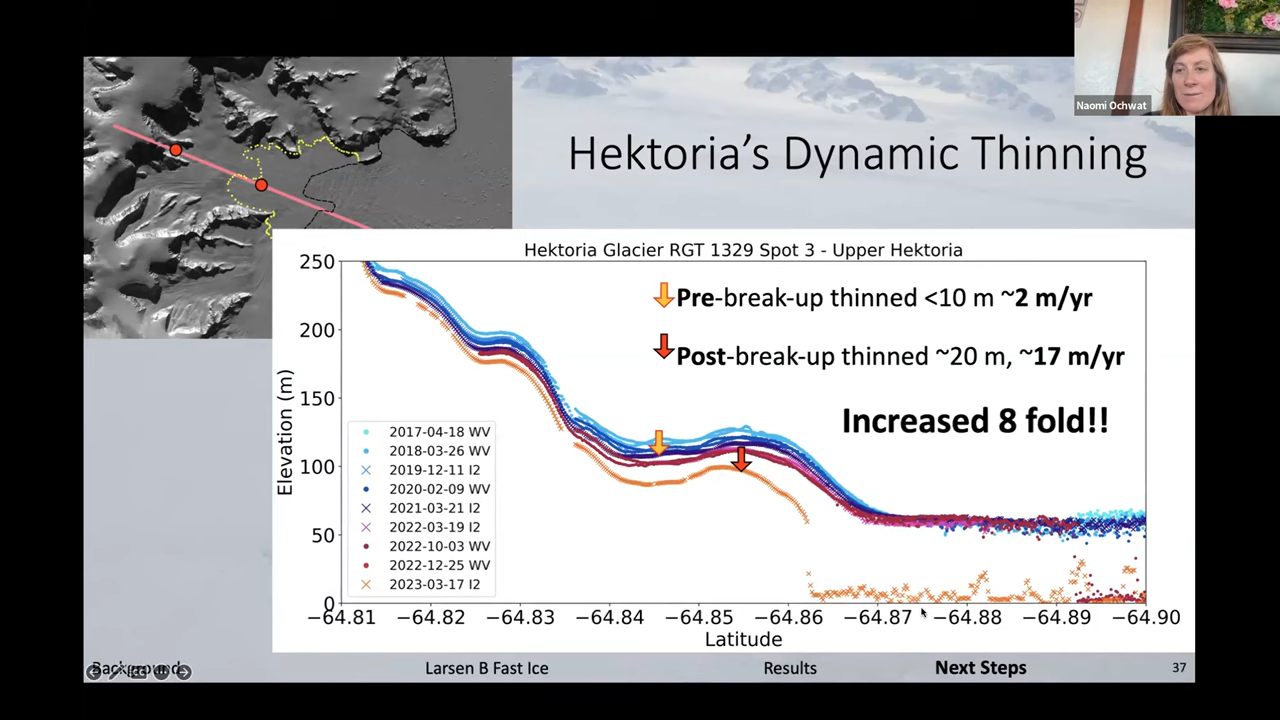 Naomi Ochwat
Hektoria's Dynamic Thinning
Hektoria Glacier RGT 1329 Spot 3 - Upper Hektoria
250
200
150
100
50
0
Elevation (m)
Pre-break-up thinned <10 m ~2 m/yr
Post-break-up thinned ~20 m, ~17 m/yr
Increased 8 fold!!
2017-04-18 WV
2018-03-26 WV
2019-12-11 I2
2020-02-09 WV
2021-03-21 I2
2022-03-19 I2
2022-10-03 WV
2022-12-25 WV
2023-03-17 I2
−64.81 −64.82 −64.83 −64.84 −64.85 −64.86 −64.87 −64.88 −64.89 −64.90
Latitude
Background Larsen B Fast Ice Results Next Steps 37